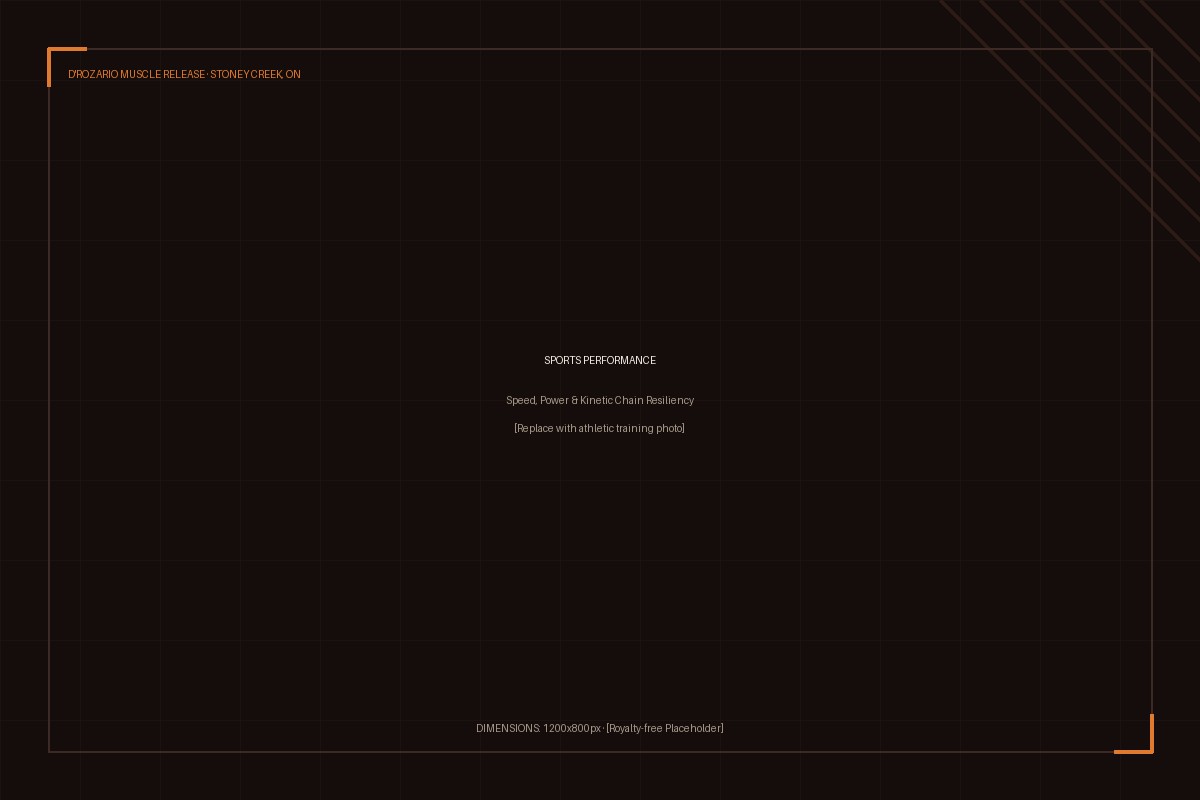 D'ROZARIO MUSCLE RELEASE · STONEY CREEK, ON
SPORTS PERFORMANCE
Speed, Power & Kinetic Chain Resiliency
[Replace with athletic training photo]
DIMENSIONS: 1200x800px · [Royalty-free Placeholder]